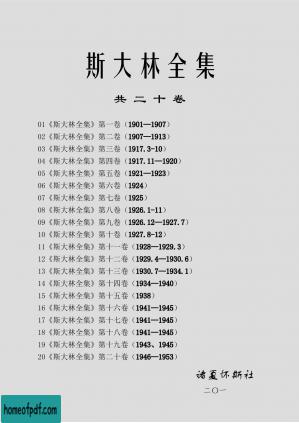 斯大林全集
共二十卷
01《斯大林全集》第一卷（1901—1907）
02《斯大林全集》第二卷（1907—1913）
03《斯大林全集》第三卷（1917.3-10）
04《斯大林全集》第四卷（1917.11—1920）
05《斯大林全集》第五卷（1921—1923）
06《斯大林全集》第六卷（1924）
07《斯大林全集》第七卷（1925）
08《斯大林全集》第八卷（1926.1-11）
09《斯大林全集》第九卷（1926.12—1927.7）
10《斯大林全集》第十卷（1927.8-12）
11《斯大林全集》第十一卷（1928—1929.3）
12《斯大林全集》第十二卷（1929.4—1930.6）
13《斯大林全集》第十三卷（1930.7—1934.1）
14《斯大林全集》第十四卷（1934—1940）
15《斯大林全集》第十五卷（1938）
16《斯大林全集》第十六卷（1941—1945）
17《斯大林全集》第十七卷（1941—1945）
18《斯大林全集》第十八卷（1941—1945）
19《斯大林全集》第十九卷（1943、1945）
20《斯大林全集》第二十卷（1946—1953）
诸夏怀斯社
二〇一
homeofpdf.com